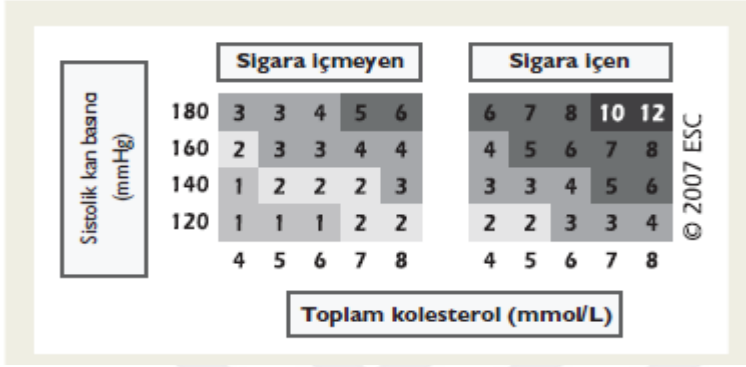 Sigara içmeyen Sigara içen
Sistolik kan basıncı
(mmHg)
180 3 3 4 5 6 6 7 8 10 12
160 2 3 3 4 4 4 5 6 7 8
140 1 2 2 2 3 3 3 4 5 6
120 1 1 1 2 2 2 2 3 3 4
4 5 6 7 8 4 5 6 7 8
Toplam kolesterol (mmol/L)
© 2007 ESC